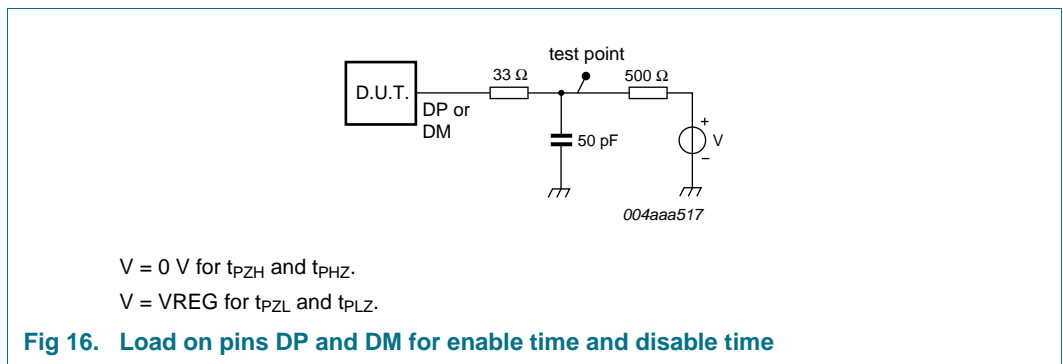 test point
33 Ω
500 Ω
D.U.T.
DP or
DM
50 pF
+
V
−
004aaa517
V = 0 V for tPZH and tPHZ.
V = VREG for tPZL and tPLZ.
Fig 16. Load on pins DP and DM for enable time and disable time